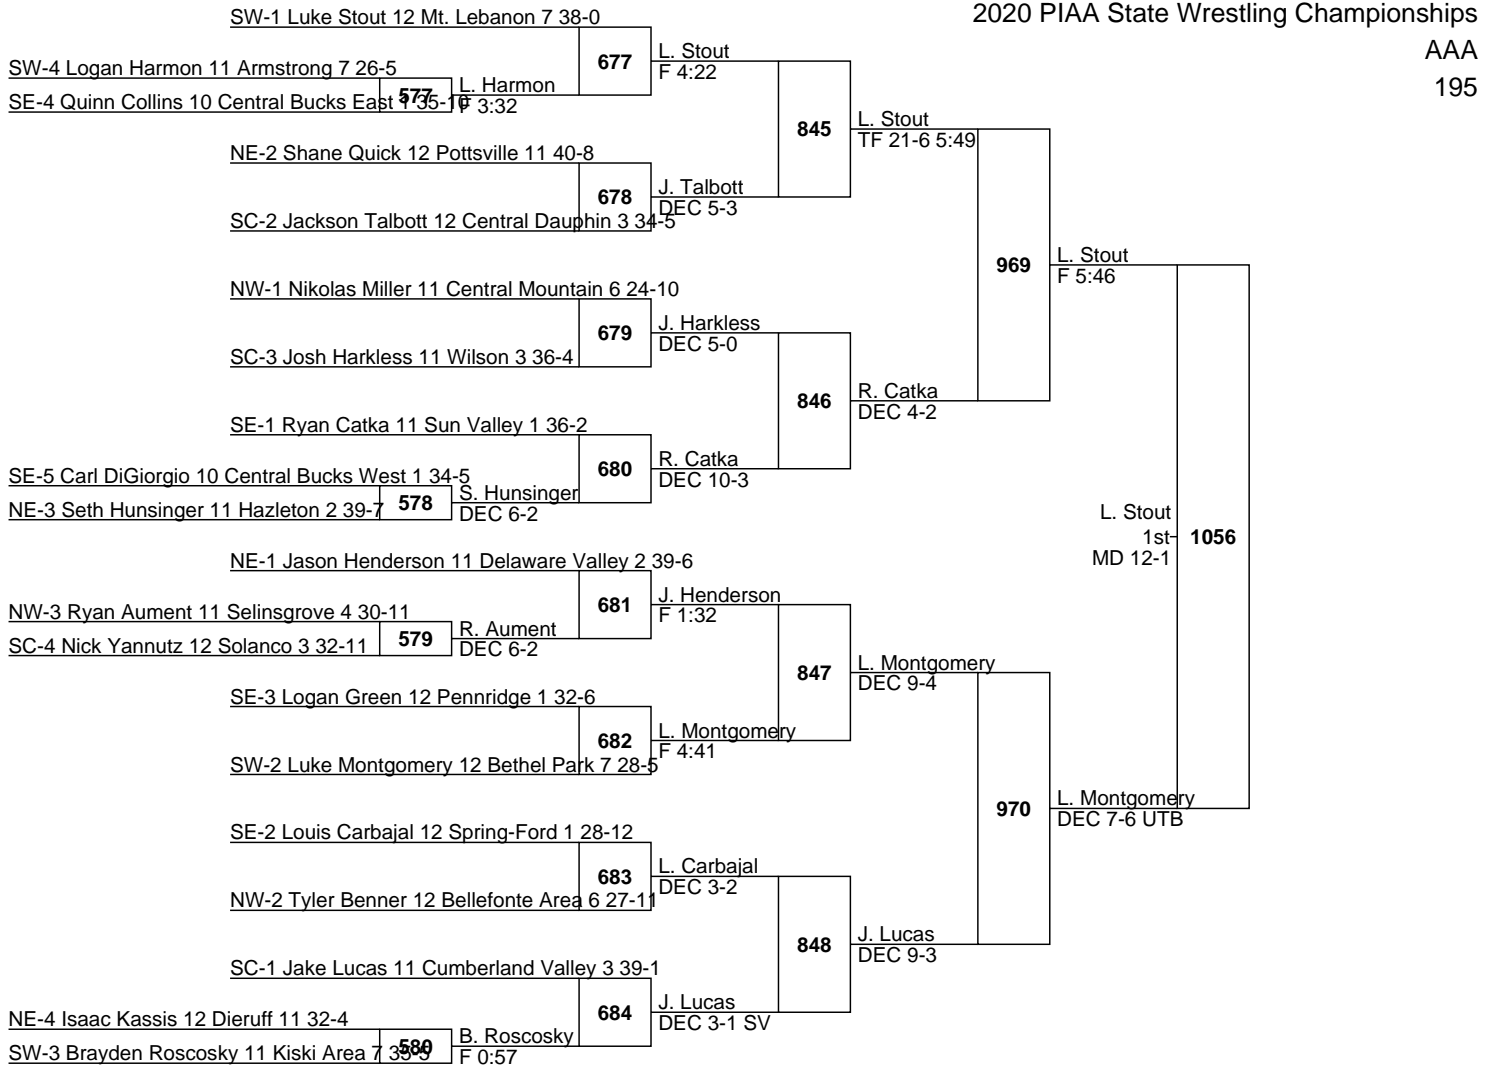 2020 PIAA State Wrestling Championships
AAA
195
SW-1 Luke Stout 12 Mt. Lebanon 7 38-0
677
L. Stout
F 4:22
SW-4 Logan Harmon 11 Armstrong 7 26-5
577
L. Harmon
F 3:32
SE-4 Quinn Collins 10 Central Bucks East 1 35-10
845
L. Stout
TF 21-6 5:49
NE-2 Shane Quick 12 Pottsville 11 40-8
678
J. Talbott
DEC 5-3
SC-2 Jackson Talbott 12 Central Dauphin 3 34-5
969
L. Stout
F 5:46
NW-1 Nikolas Miller 11 Central Mountain 6 24-10
679
J. Harkless
DEC 5-0
SC-3 Josh Harkless 11 Wilson 3 36-4
846
R. Catka
DEC 4-2
SE-1 Ryan Catka 11 Sun Valley 1 36-2
680
R. Catka
DEC 10-3
SE-5 Carl DiGiorgio 10 Central Bucks West 1 34-5
578
S. Hunsinger
DEC 6-2
NE-3 Seth Hunsinger 11 Hazleton 2 39-7
L. Stout
1st
MD 12-1
1056
NE-1 Jason Henderson 11 Delaware Valley 2 39-6
681
J. Henderson
F 1:32
NW-3 Ryan Aument 11 Selinsgrove 4 30-11
579
R. Aument
DEC 6-2
SC-4 Nick Yannutz 12 Solanco 3 32-11
847
L. Montgomery
DEC 9-4
SE-3 Logan Green 12 Pennridge 1 32-6
682
L. Montgomery
F 4:41
SW-2 Luke Montgomery 12 Bethel Park 7 28-5
970
L. Montgomery
DEC 7-6 UTB
SE-2 Louis Carbajal 12 Spring-Ford 1 28-12
683
L. Carbajal
DEC 3-2
NW-2 Tyler Benner 12 Bellefonte Area 6 27-11
848
J. Lucas
DEC 9-3
SC-1 Jake Lucas 11 Cumberland Valley 3 39-1
684
J. Lucas
DEC 3-1 SV
NE-4 Isaac Kassis 12 Dieruff 11 32-4
580
B. Roscosky
F 0:57
SW-3 Brayden Roscosky 11 Kiski Area 7